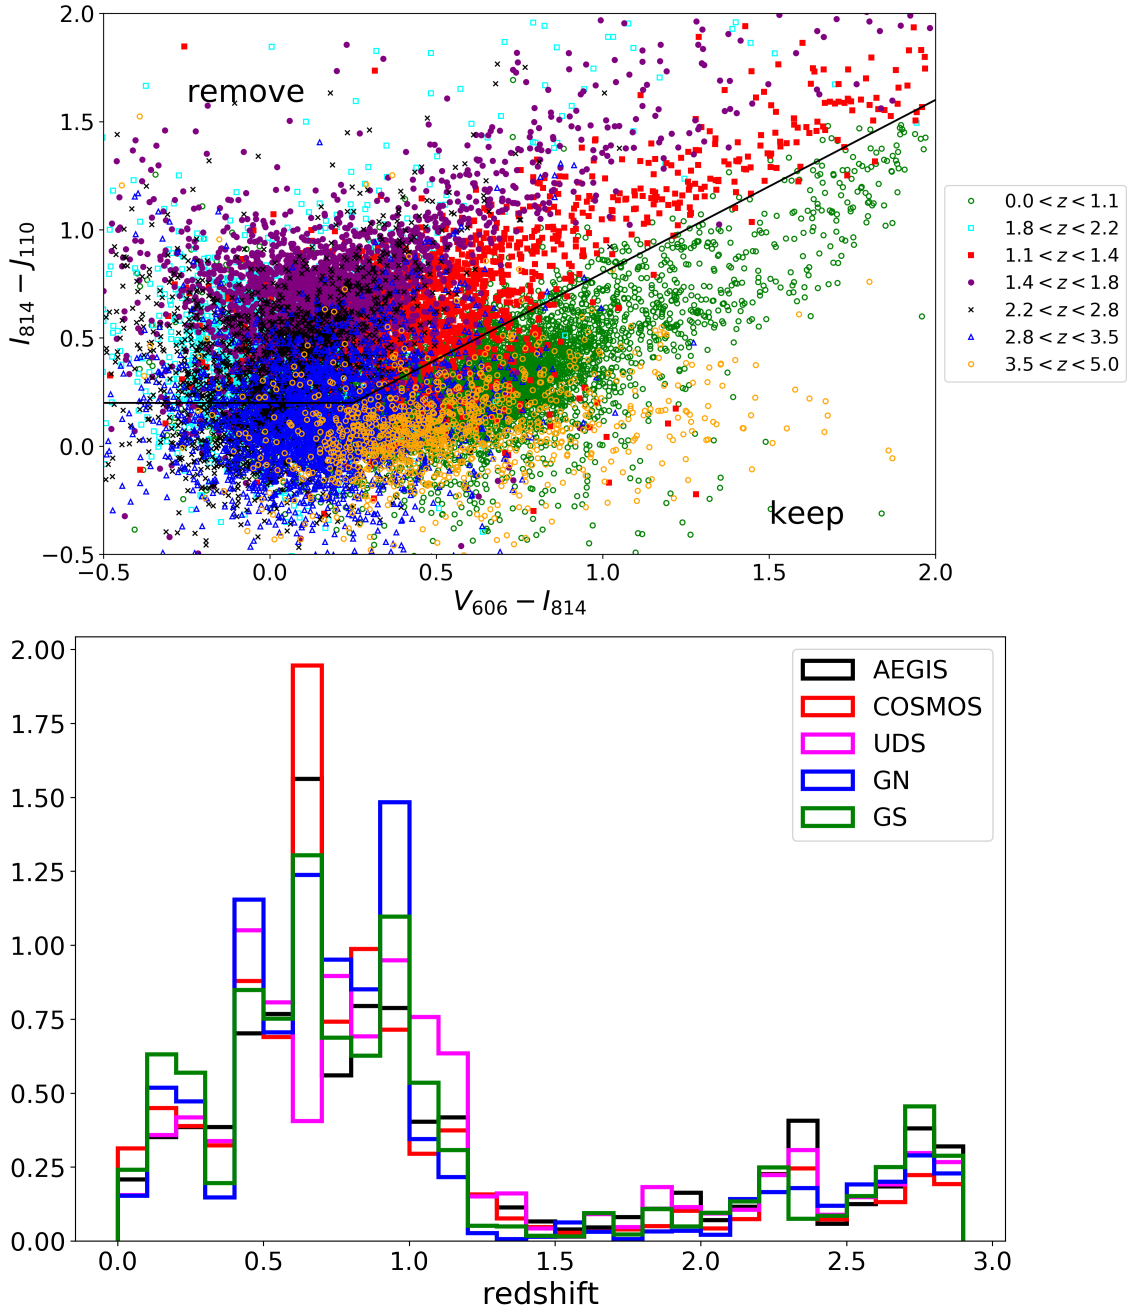 2.0
1.5
1.0
0.5
0.0
−0.5
I814 − J110
remove
keep
−0.5 0.0 0.5 1.0 1.5 2.0
V606 − I814
0.0 < z < 1.1
1.8 < z < 2.2
1.1 < z < 1.4
1.4 < z < 1.8
2.2 < z < 2.8
2.8 < z < 3.5
3.5 < z < 5.0
2.00
1.75
1.50
1.25
1.00
0.75
0.50
0.25
0.00
AEGIS
COSMOS
UDS
GN
GS
0.0 0.5 1.0 1.5 2.0 2.5 3.0
redshift